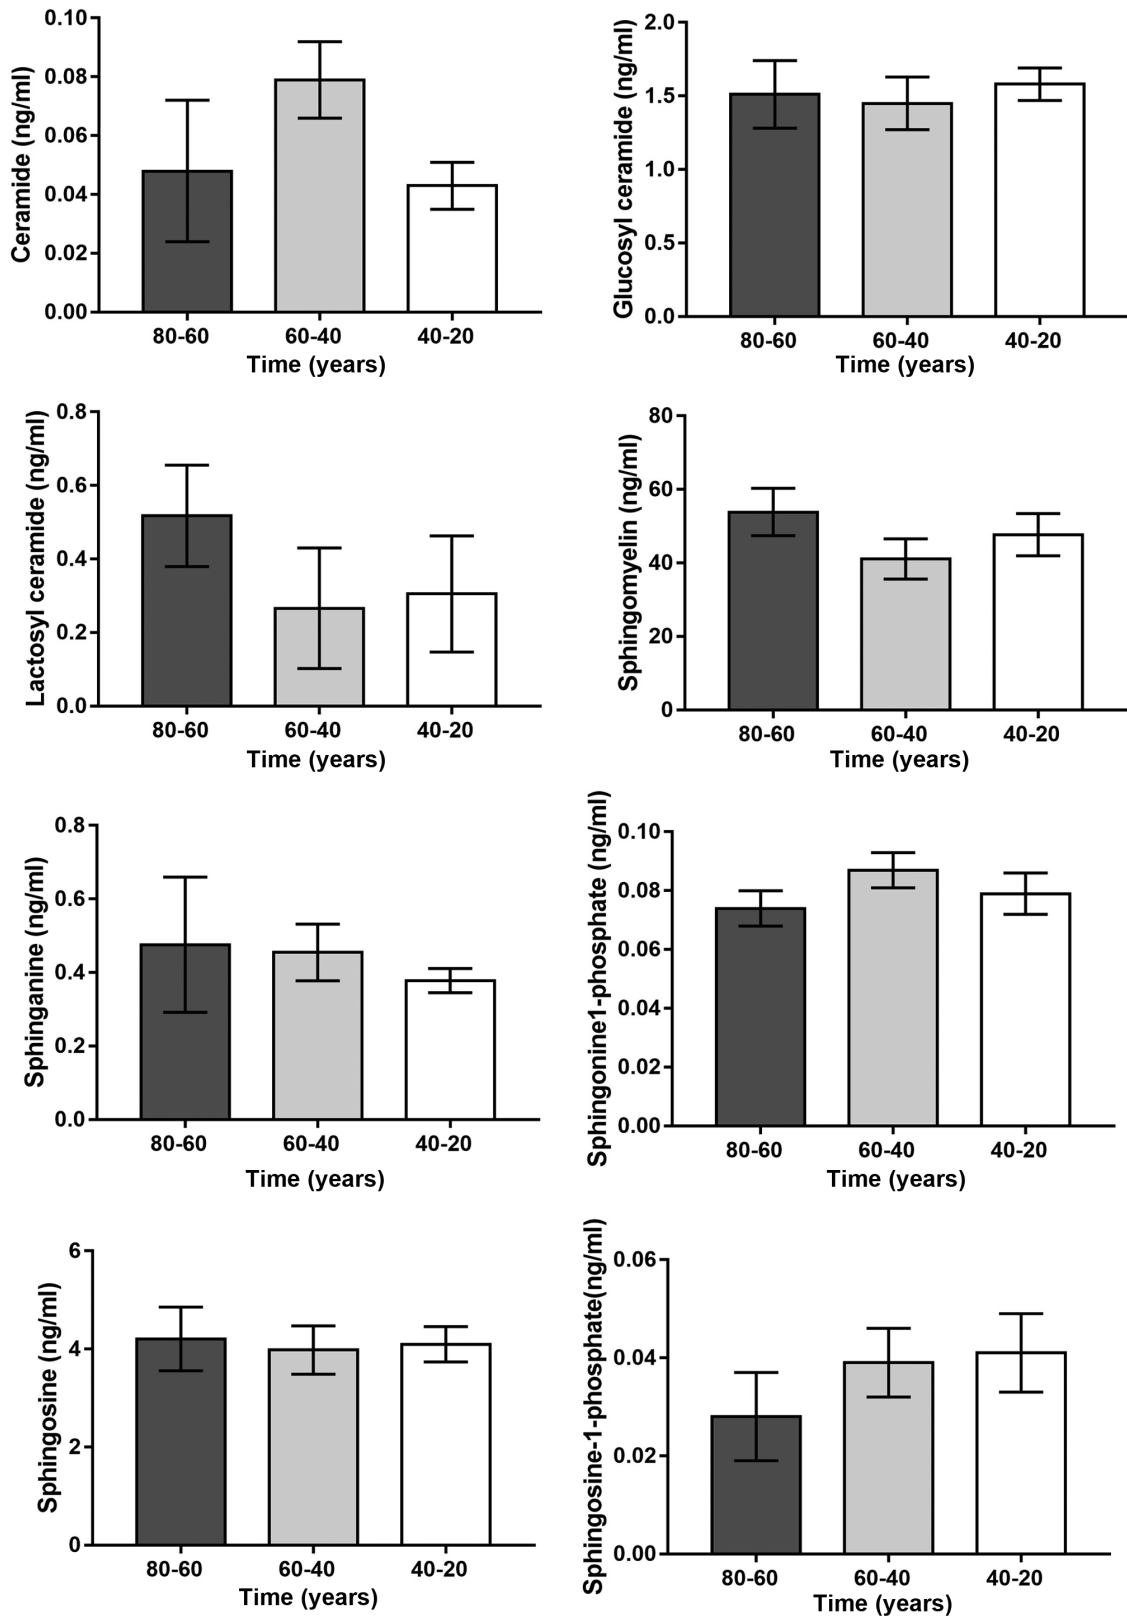 Ceramide (ng/ml)
0.10
0.08
0.06
0.04
0.02
0.00
80-60 60-40 40-20
Time (years)
Glucosyl ceramide (ng/ml)
2.0
1.5
1.0
0.5
0.0
80-60 60-40 40-20
Time (years)
Lactosyl ceramide (ng/ml)
0.8
0.6
0.4
0.2
0.0
80-60 60-40 40-20
Time (years)
Sphingomyelin (ng/ml)
80
60
40
20
0
80-60 60-40 40-20
Time (years)
Sphinganine (ng/ml)
0.8
0.6
0.4
0.2
0.0
80-60 60-40 40-20
Time (years)
Sphingonine1-phosphate (ng/ml)
0.10
0.08
0.06
0.04
0.02
0.00
80-60 60-40 40-20
Time (years)
Sphingosine (ng/ml)
6
4
2
0
80-60 60-40 40-20
Time (years)
Sphingosine-1-phosphate(ng/ml)
0.06
0.04
0.02
0.00
80-60 60-40 40-20
Time (years)